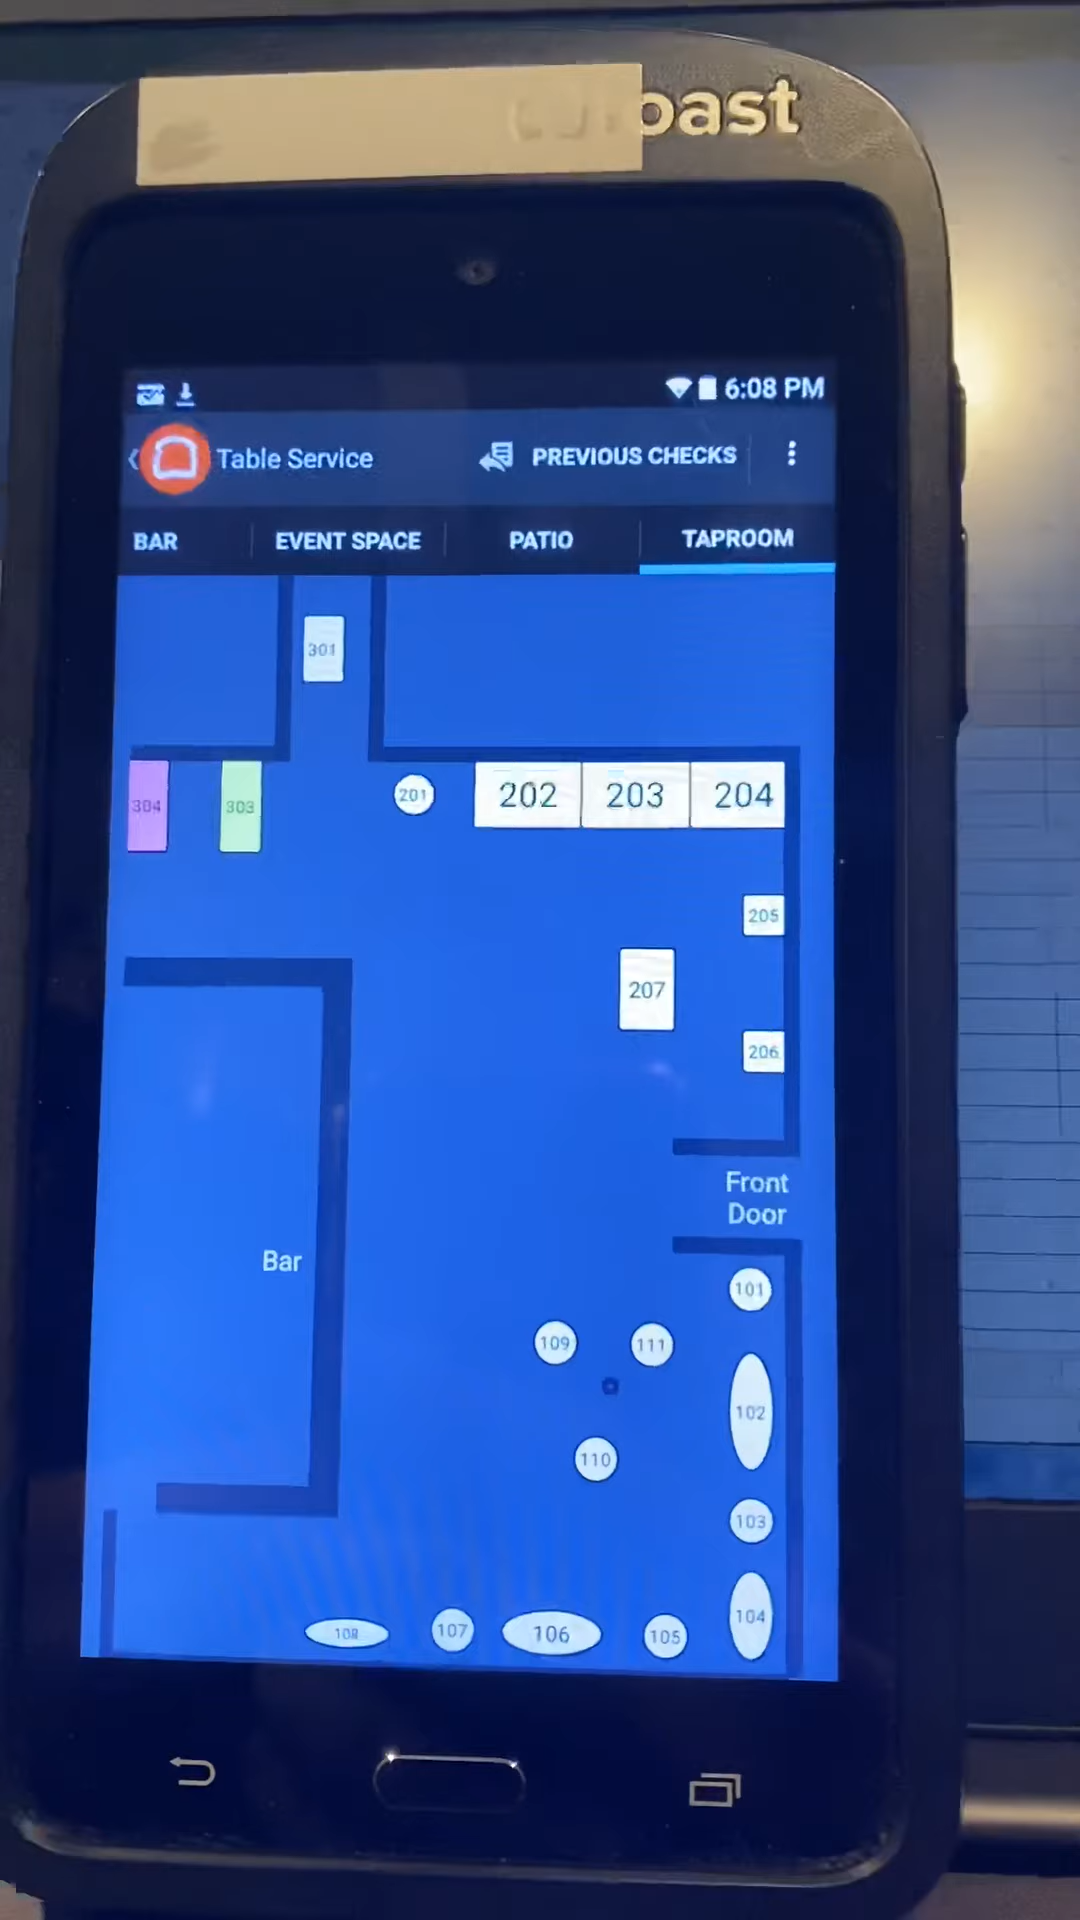 oast
6:08 PM
Table Service
PREVIOUS CHECKS
BAR
EVENT SPACE
PATIO
TAPROOM
301
304
303
201
202
203
204
205
207
206
Front
Door
Bar
101
109
111
102
110
103
104
108
107
106
105